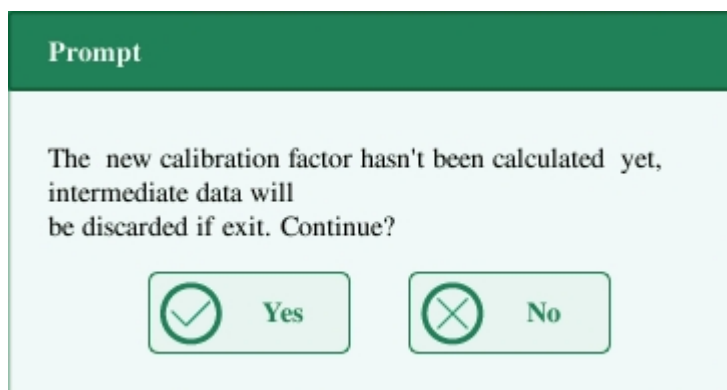 Prompt
The new calibration factor hasn't been calculated yet,
intermediate data will
be discarded if exit. Continue?
Yes
No